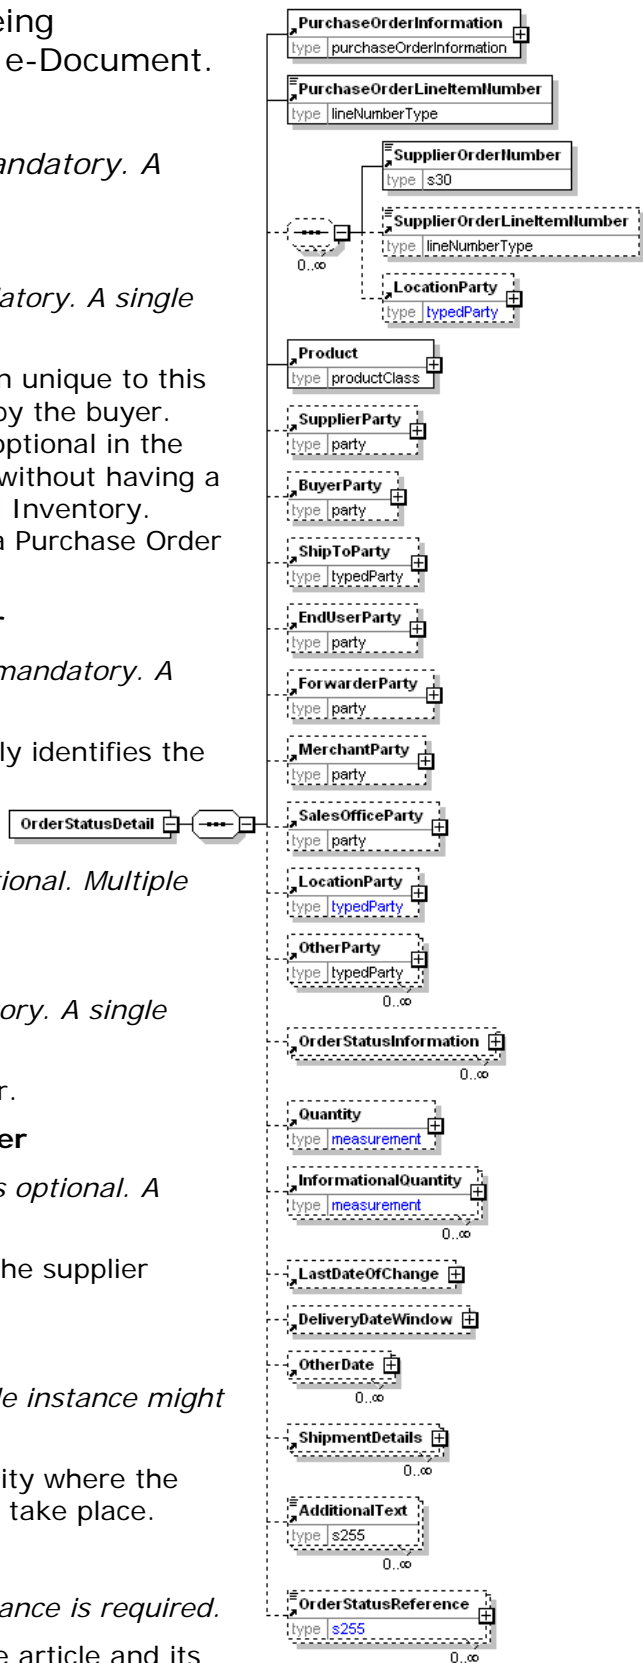 eing
e-Document.
andatory. A
latory. A single
n unique to this
by the buyer.
optional in the
without having a
Inventory.
a Purchase Order
r
mandatory. A
ly identifies the
tional. Multiple
ory. A single
r.
er
s optional. A
he supplier
le instance might
ity where the
take place.
ance is required.
e article and its
OrderStatusDetail
PurchaseOrderInformation
type purchaseOrderInformation
PurchaseOrderLineItemNumber
type lineNumberType
0..∞
SupplierOrderNumber
type s30
SupplierOrderLineItemNumber
type lineNumberType
LocationParty
type typedParty
Product
type productClass
SupplierParty
type party
BuyerParty
type party
ShipToParty
type typedParty
EndUserParty
type party
ForwarderParty
type party
MerchantParty
type party
SalesOfficeParty
type party
LocationParty
type typedParty
OtherParty
type typedParty
0..∞
OrderStatusInformation
0..∞
Quantity
type measurement
InformationalQuantity
type measurement
0..∞
LastDateOfChange
DeliveryDateWindow
OtherDate
0..∞
ShipmentDetails
0..∞
AdditionalText
type s255
0..∞
OrderStatusReference
type s255
0..∞